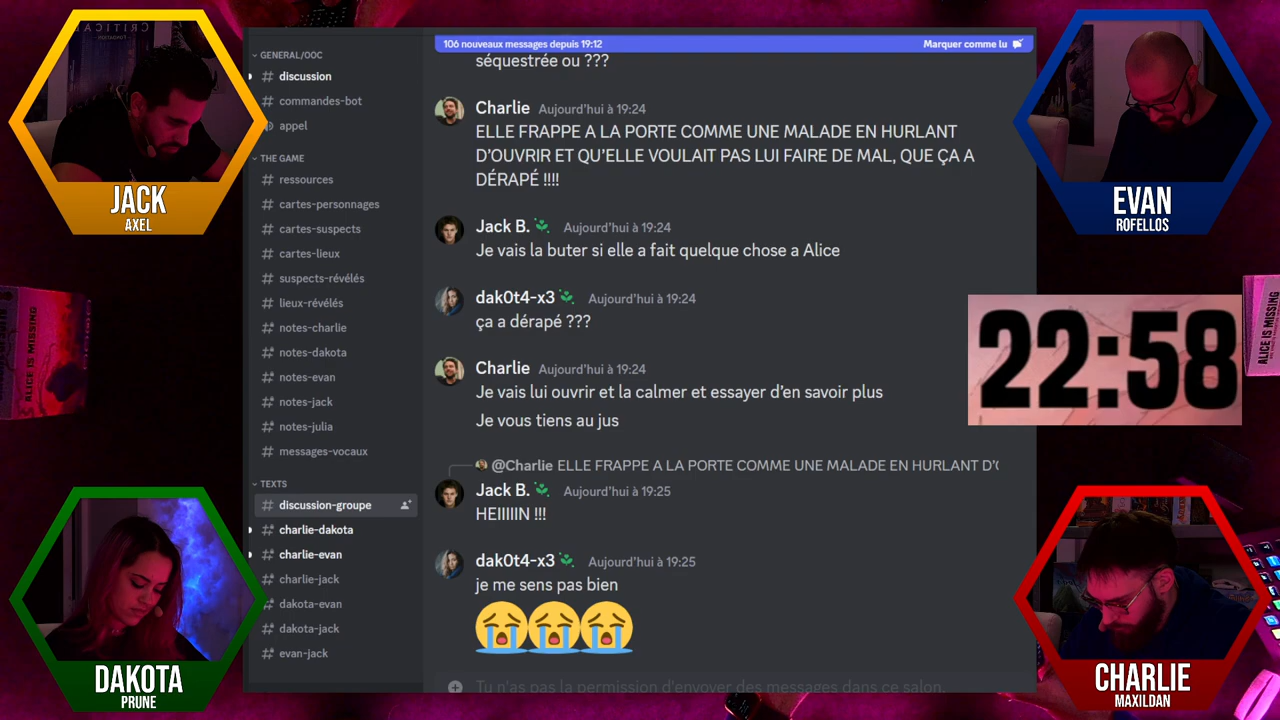 CRITICAL
FOUNDATION
JACK
AXEL
EVAN
ROFELLOS
DAKOTA
PRUNE
CHARLIE
MAXILDAN
ALICE IS MISSING
ALICE IS MISSING
22:58
GENERAL/OOC
discussion
commandes-bot
appel
THE GAME
ressources
cartes-personnages
cartes-suspects
cartes-lieux
suspects-révélés
lieux-révélés
notes-charlie
notes-dakota
notes-evan
notes-jack
notes-julia
messages-vocaux
TEXTS
discussion-groupe
charlie-dakota
charlie-evan
charlie-jack
dakota-evan
dakota-jack
evan-jack
106 nouveaux messages depuis 19:12 Marquer comme lu
séquestrée ou ???
Charlie Aujourd'hui à 19:24
ELLE FRAPPE A LA PORTE COMME UNE MALADE EN HURLANT
D'OUVRIR ET QU'ELLE VOULAIT PAS LUI FAIRE DE MAL, QUE ÇA A
DÉRAPÉ !!!!
Jack B. Aujourd'hui à 19:24
Je vais la buter si elle a fait quelque chose a Alice
dak0t4-x3 Aujourd'hui à 19:24
ça a dérapé ???
Charlie Aujourd'hui à 19:24
Je vais lui ouvrir et la calmer et essayer d'en savoir plus
Je vous tiens au jus
@Charlie ELLE FRAPPE A LA PORTE COMME UNE MALADE EN HURLANT D'(
Jack B. Aujourd'hui à 19:25
HEIIIIIN !!!
dak0t4-x3 Aujourd'hui à 19:25
je me sens pas bien
Tu n'as pas la permission d'envoyer des messages dans ce salon.